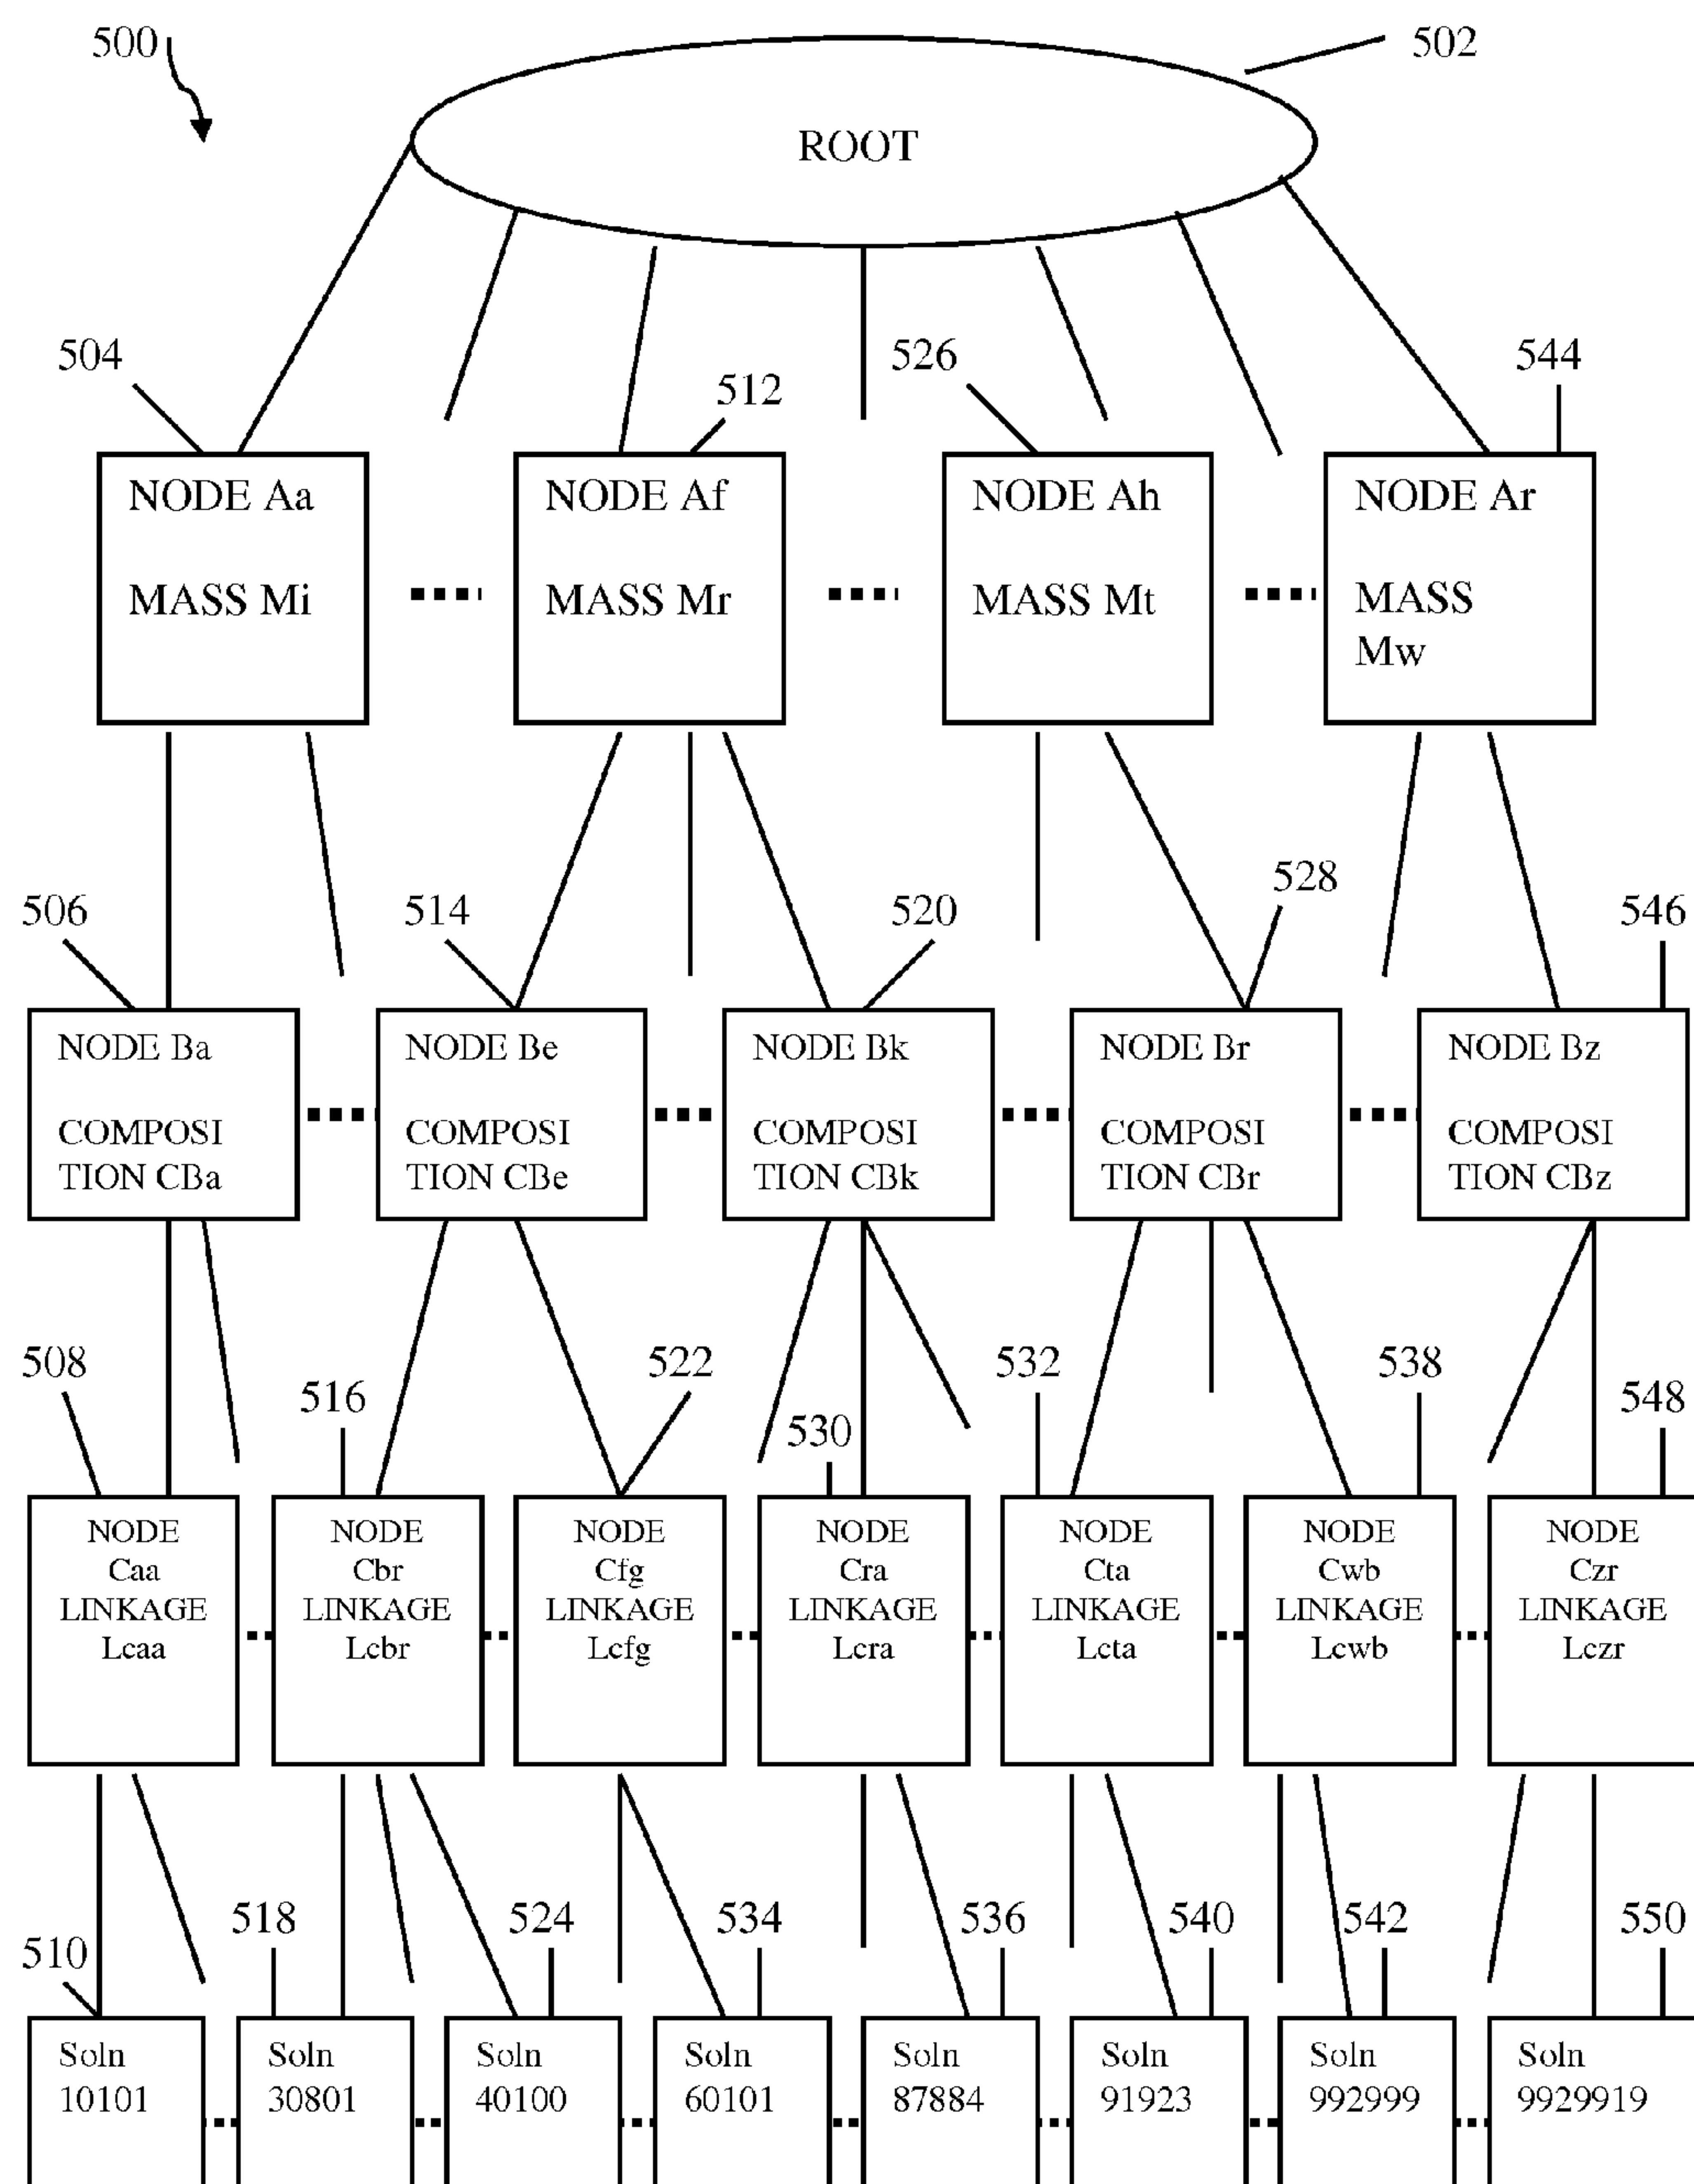 500
502
ROOT
504
512
526
544
NODE Aa
MASS Mi
NODE Af
MASS Mr
NODE Ah
MASS Mt
NODE Ar
MASS
Mw
506
514
520
528
546
NODE Ba
COMPOSI
TION CBa
NODE Be
COMPOSI
TION CBe
NODE Bk
COMPOSI
TION CBk
NODE Br
COMPOSI
TION CBr
NODE Bz
COMPOSI
TION CBz
508
516
522
530
532
538
548
NODE
Caa
LINKAGE
Lcaa
NODE
Cbr
LINKAGE
Lcbr
NODE
Cfg
LINKAGE
Lcfg
NODE
Cra
LINKAGE
Lcra
NODE
Cta
LINKAGE
Lcta
NODE
Cwb
LINKAGE
Lcwb
NODE
Czr
LINKAGE
Lczr
510
518
524
534
536
540
542
550
Soln
10101
Soln
30801
Soln
40100
Soln
60101
Soln
87884
Soln
91923
Soln
992999
Soln
9929919